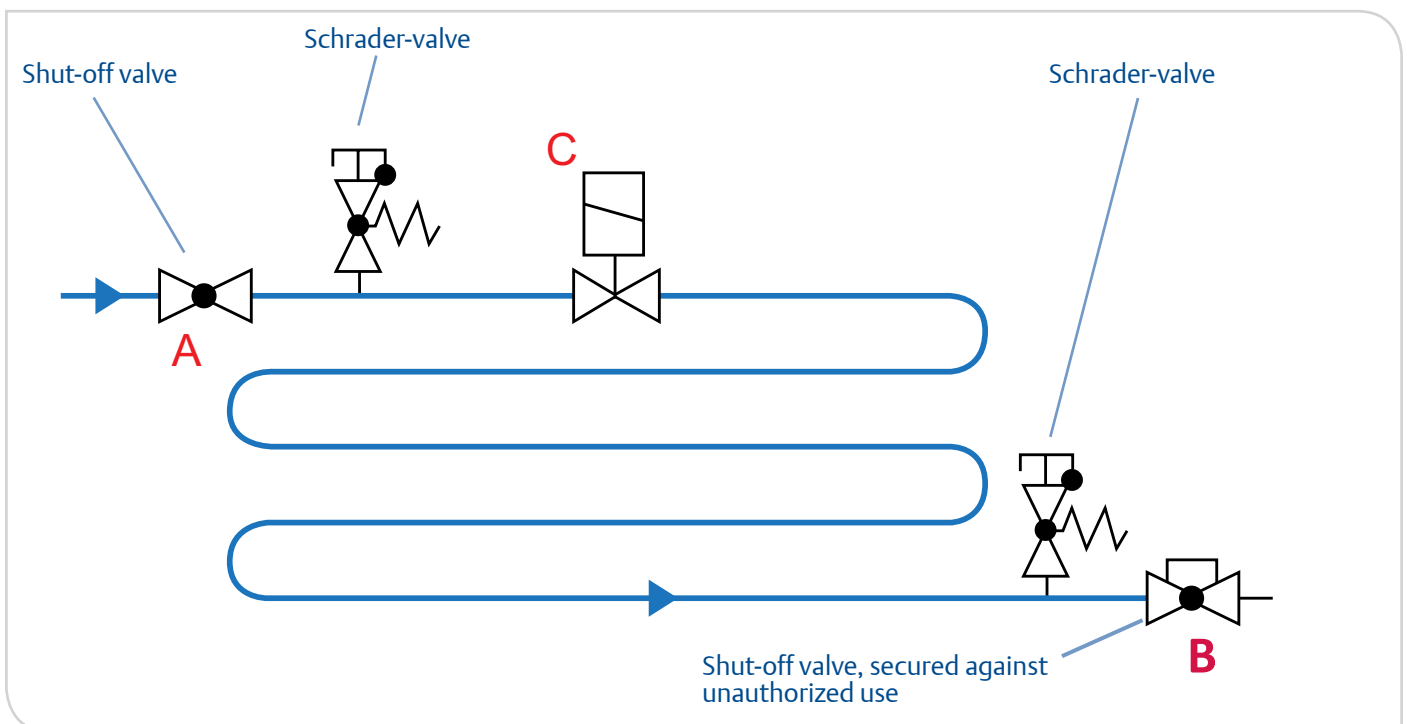 Schrader-valve
Shut-off valve
Schrader-valve
C
A
Shut-off valve, secured against
unauthorized use
B